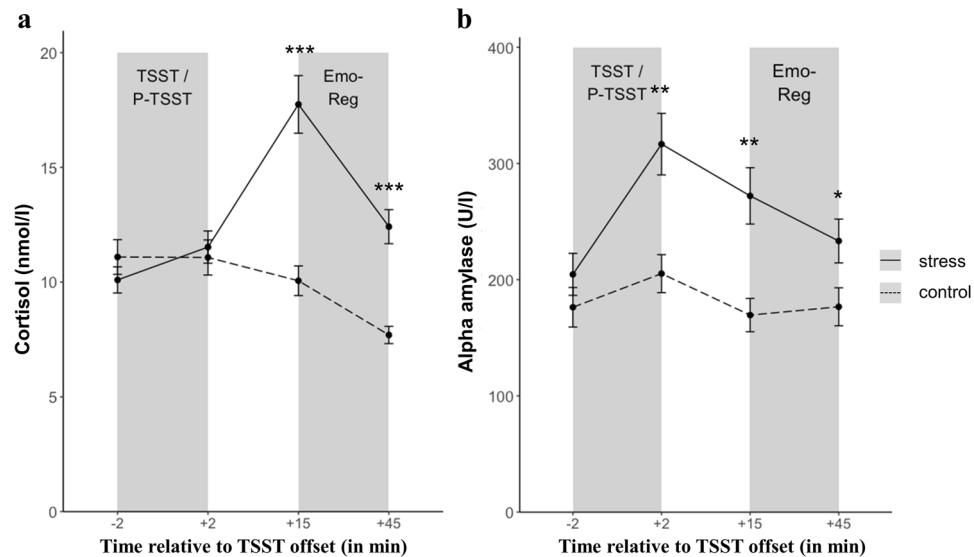 a
Cortisol (nmol/l)
20
15
10
5
0
TSST /
P-TSST
***
Emo-
Reg
***
-2
+2
+15
+45
Time relative to TSST offset (in min)
b
Alpha amylase (U/l)
400
300
200
100
0
TSST /
P-TSST
**
**
Emo-
Reg
*
-2
+2
+15
+45
Time relative to TSST offset (in min)
stress
control